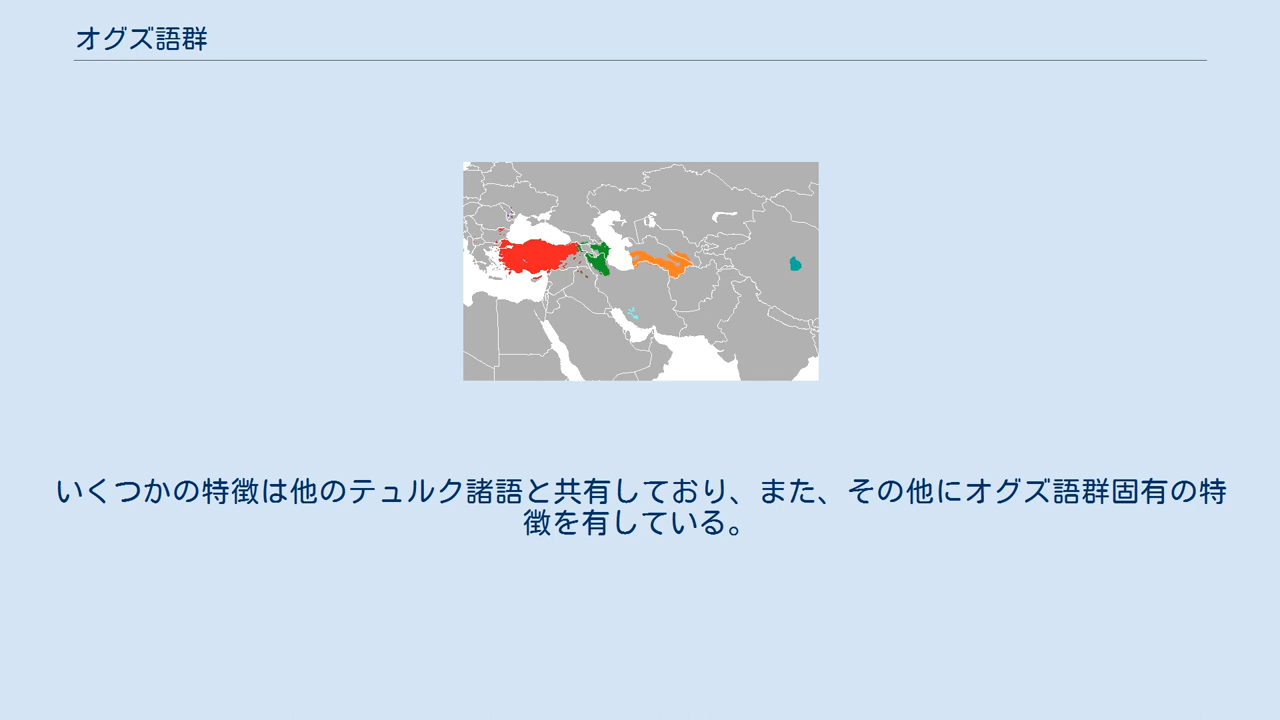 オグズ語群
いくつかの特徴は他のテュルク諸語と共有しており、また、その他にオグズ語群固有の特
徴を有している。